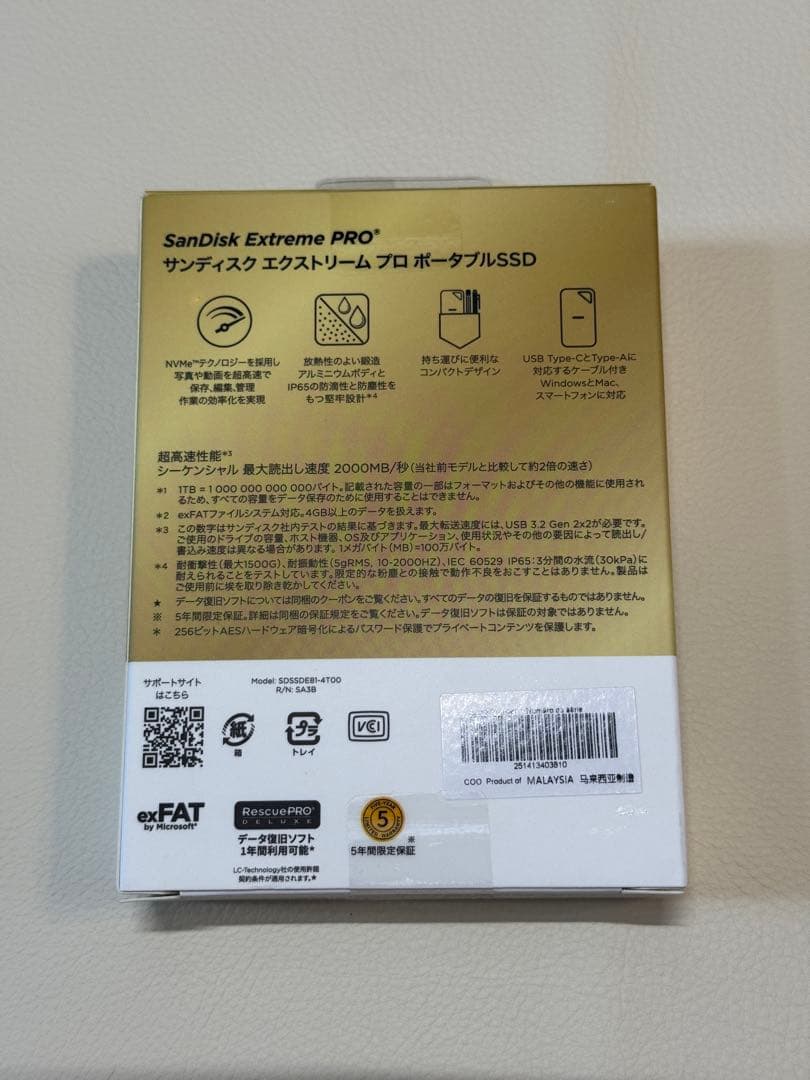 SanDisk Extreme PRO®
サンディスク エクストリーム プロ ポータブルSSD
NVMe™テクノロジーを採用し
写真や動画を超高速で
保存、編集、管理
作業の効率化を実現
放熱性のよい鍛造
アルミニウムボディと
IP65の防滴性と防塵性を
もつ堅牢設計*4
持ち運びに便利な
コンパクトデザイン
USB Type-CとType-Aに
対応するケーブル付き
WindowsとMac、
スマートフォンに対応
超高速性能*3
シーケンシャル 最大読出し速度 2000MB/秒(当社前モデルと比較して約2倍の速さ)
*1 1TB=1 000 000 000 000バイト。記載された容量の一部はフォーマットおよびその他の機能に使用され
るため、すべての容量をデータ保存のために使用することはできません。
*2 exFATファイルシステム対応。4GB以上のデータを扱えます。
*3 この数字はサンディスク社内テストの結果に基づきます。最大転送速度には、USB 3.2 Gen 2x2が必要です。
ご使用のドライブの容量、ホスト機器、OS及びアプリケーション、使用状況やその他の要因によって読出し/
書込み速度は異なる場合があります。1メガバイト(MB)=100万バイト。
*4 耐衝撃性(最大1500G)、耐振動性(5gRMS, 10-2000HZ)、IEC 60529 IP65:3分間の水流(30kPa)に
耐えられることをテストしています。限定的な粉塵との接触で動作不良をおこすことはありません。製品は
ご使用前に埃を取り除き乾かしてください。
★ データ復旧ソフトについては同梱のクーポンをご覧ください。すべてのデータの復旧を保証するものではありません。
※ 5年間限定保証。詳細は同梱の保証規定をご覧ください。データ復旧ソフトは保証の対象ではありません。
* 256ビットAESハードウェア暗号化によるパスワード保護でプライベートコンテンツを保護します。
サポートサイト
はこちら
Model: SDSSDE81-4T00
R/N: SA3B
紙
箱
プラ
トレイ
VCCI
Numéro de série
251413403810
COO Product of MALAYSIA 马来西亚制造
exFAT
by Microsoft®
RescuePRO®
DELUXE
データ復旧ソフト
1年間利用可能★
LC-Technology社の使用許諾
契約条件が適用されます。★
FIVE-YEAR
5
LIMITED WARRANTY
※
5年間限定保証